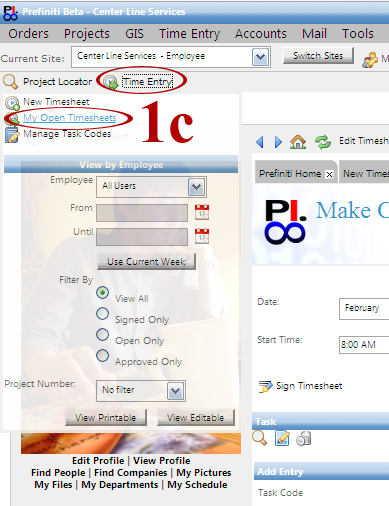 Prefiniti Beta - Center Line Services
Orders Projects GIS Time Entry Accounts Mail Tools
Current Site: Center Line Services - Employee Switch Sites
Project Locator Time Entry
New Timesheet
My Open Timesheets
1c
Manage Task Codes
View by Employee
Employee All Users
From
Until
Use Current Week
Filter By
View All
Signed Only
Open Only
Approved Only
Project Number: No filter
View Printable View Editable
Edit Profile | View Profile
Find People | Find Companies | My Pictures
My Files | My Departments | My Schedule
Edit Timesh
Prefiniti Home x New Times
PI. Make C
Date: February
Start Time: 8:00 AM
Sign Timesheet
Task
Add Entry
Task Code